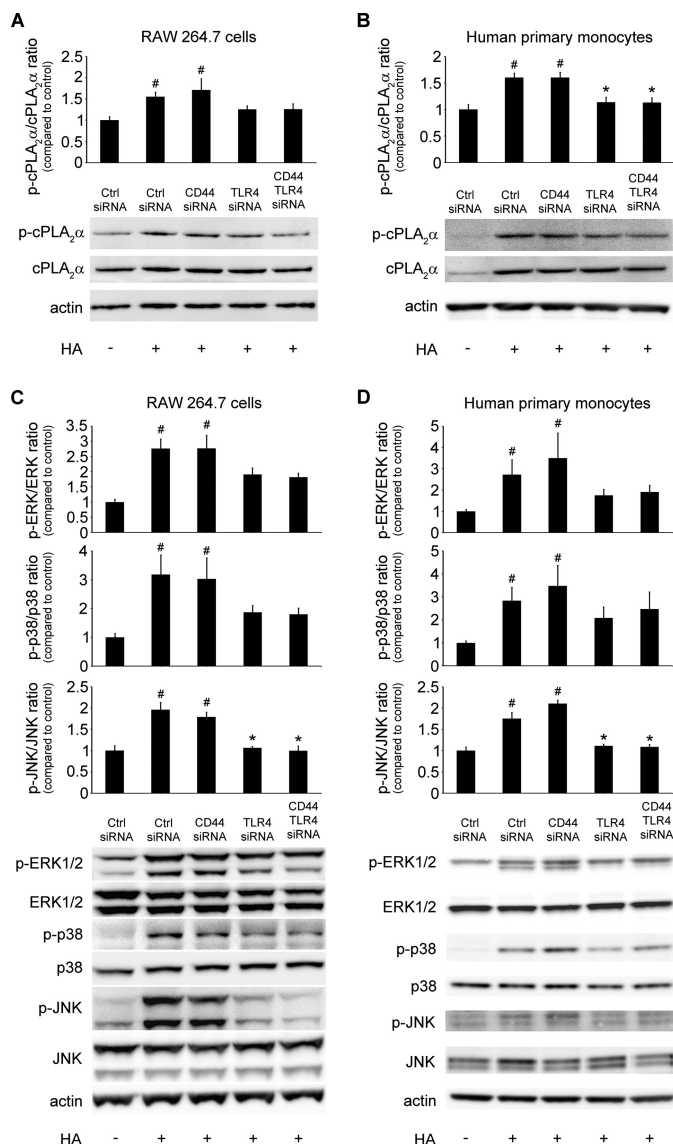 A
RAW 264.7 cells
p-cPLA₂α/cPLA₂α ratio
(compared to control)
2
1.5
1
0.5
0
# #
Ctrl siRNA
Ctrl siRNA
CD44 siRNA
TLR4 siRNA
CD44 TLR4 siRNA
p-cPLA₂α
cPLA₂α
actin
HA - + + + +
B
Human primary monocytes
p-cPLA₂α/cPLA₂α ratio
(compared to control)
2
1.5
1
0.5
0
# # * *
Ctrl siRNA
Ctrl siRNA
CD44 siRNA
TLR4 siRNA
CD44 TLR4 siRNA
p-cPLA₂α
cPLA₂α
actin
HA - + + + +
C
RAW 264.7 cells
p-ERK/ERK ratio
(compared to control)
3.5
3
2.5
2
1.5
1
0.5
0
# #
p-p38/p38 ratio
(compared to control)
4
3
2
1
0
# #
p-JNK/JNK ratio
(compared to control)
2.5
2
1.5
1
0.5
0
# # * *
Ctrl siRNA
Ctrl siRNA
CD44 siRNA
TLR4 siRNA
CD44 TLR4 siRNA
p-ERK1/2
ERK1/2
p-p38
p38
p-JNK
JNK
actin
HA - + + + +
D
Human primary monocytes
p-ERK/ERK ratio
(compared to control)
5
4
3
2
1
0
# #
p-p38/p38 ratio
(compared to control)
5
4
3
2
1
0
# #
p-JNK/JNK ratio
(compared to control)
2.5
2
1.5
1
0.5
0
# # * *
Ctrl siRNA
Ctrl siRNA
CD44 siRNA
TLR4 siRNA
CD44 TLR4 siRNA
p-ERK1/2
ERK1/2
p-p38
p38
p-JNK
JNK
actin
HA - + + + +